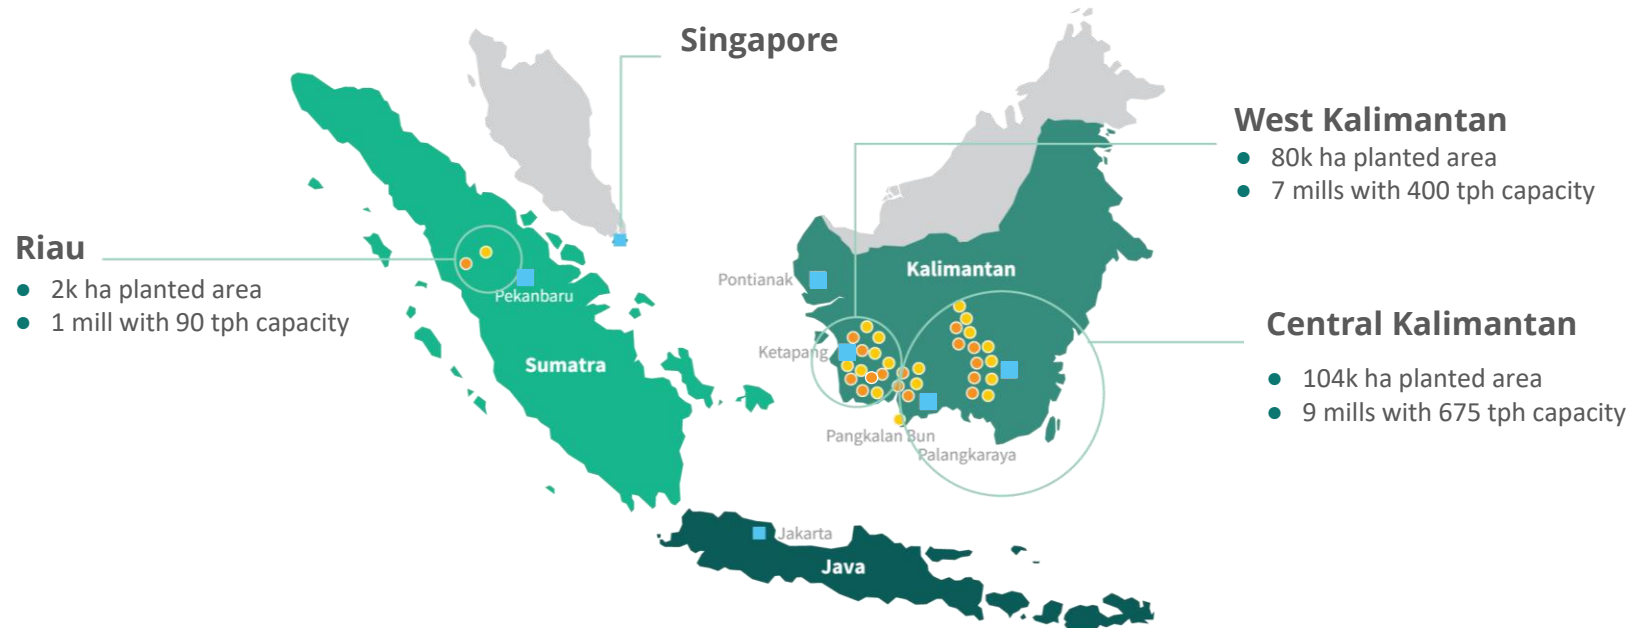 Singapore
West Kalimantan
80k ha planted area
7 mills with 400 tph capacity
Riau
2k ha planted area
1 mill with 90 tph capacity
Pekanbaru
Sumatra
Pontianak
Kalimantan
Ketapang
Central Kalimantan
104k ha planted area
9 mills with 675 tph capacity
Pangkalan Bun
Palangkaraya
Jakarta
Java